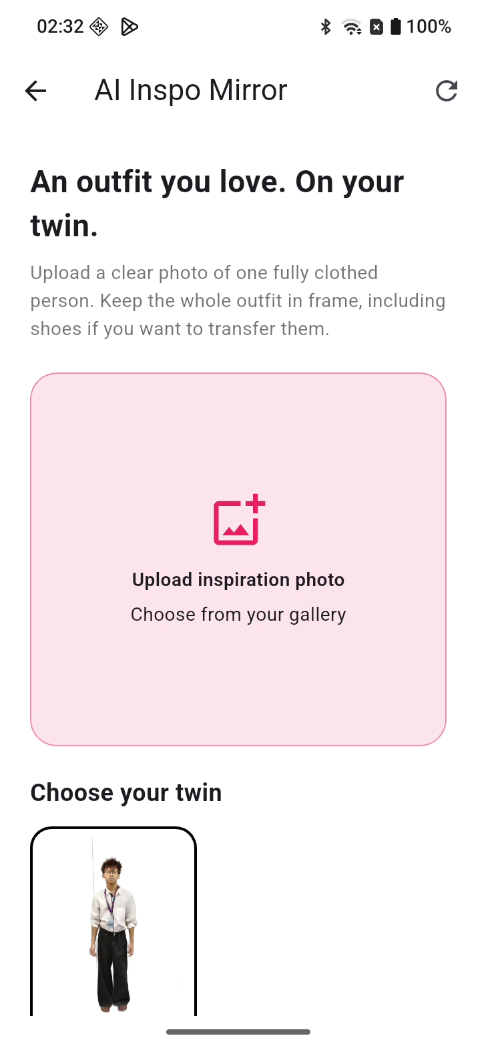 02:32
100%
AI Inspo Mirror
An outfit you love. On your
twin.
Upload a clear photo of one fully clothed
person. Keep the whole outfit in frame, including
shoes if you want to transfer them.
Upload inspiration photo
Choose from your gallery
Choose your twin